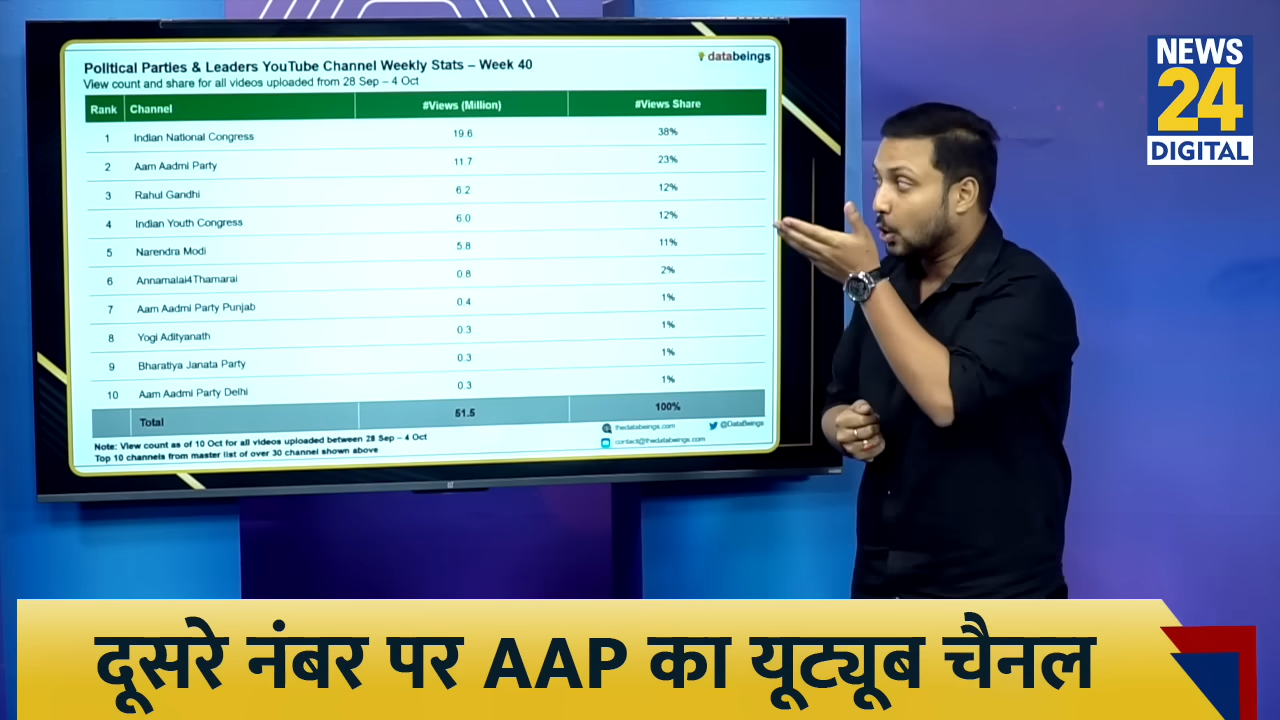 Political Parties & Leaders YouTube Channel Weekly Stats – Week 40
databeings
View count and share for all videos uploaded from 28 Sep – 4 Oct
Rank Channel #Views (Million) #Views Share
1 Indian National Congress 19.6 38%
2 Aam Aadmi Party 11.7 23%
3 Rahul Gandhi 6.2 12%
4 Indian Youth Congress 6.0 12%
5 Narendra Modi 5.8 11%
6 Annamalai4Thamarai 0.8 2%
7 Aam Aadmi Party Punjab 0.4 1%
8 Yogi Adityanath 0.3 1%
9 Bharatiya Janata Party 0.3 1%
10 Aam Aadmi Party Delhi 0.3 1%
Total 51.5 100%
Note: View count as of 10 Oct for all videos uploaded between 28 Sep – 4 Oct
Top 10 channels from master list of over 30 channel shown above
thedatabeings.com @DataBeings
contact@thedatabeings.com
NEWS
24
DIGITAL
दूसरे नंबर पर AAP का यूट्यूब चैनल